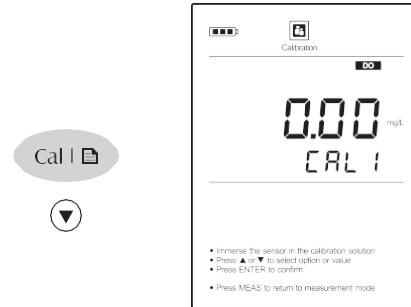 Calibration
DO
0.00 mg/L
CAL 1
Cal |
• Immerse the sensor in the calibration solution
• Press ▲ or ▼ to select option or value
• Press ENTER to confirm
• Press MEAS to return to measurement mode